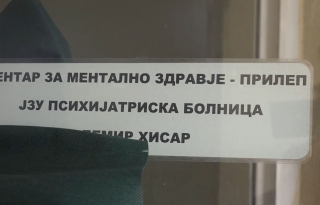 ЕНТАР ЗА МЕНТАЛНО ЗДРАВЈЕ - ПРИЛЕП
ЈЗУ ПСИХИЈАТРИСКА БОЛНИЦА
ЕМИР ХИСАР